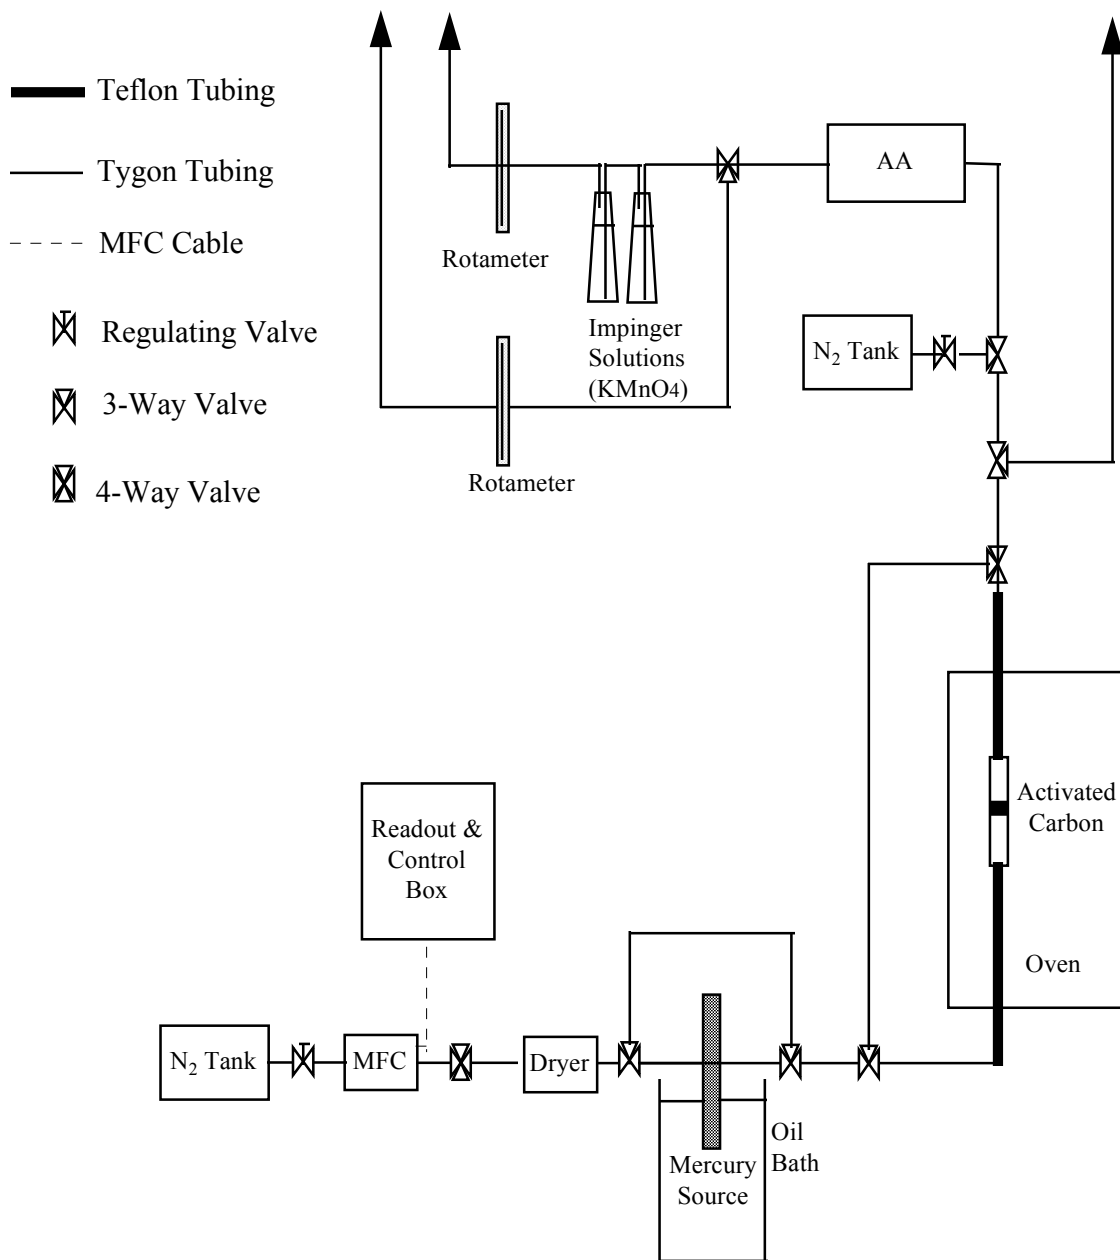 Teflon Tubing
Tygon Tubing
MFC Cable
Regulating Valve
3-Way Valve
4-Way Valve
AA
Rotameter
Impinger
Solutions
(KMnO4)
N2 Tank
Rotameter
Activated
Carbon
Readout &
Control
Box
Oven
N2 Tank
MFC
Dryer
Oil
Bath
Mercury
Source